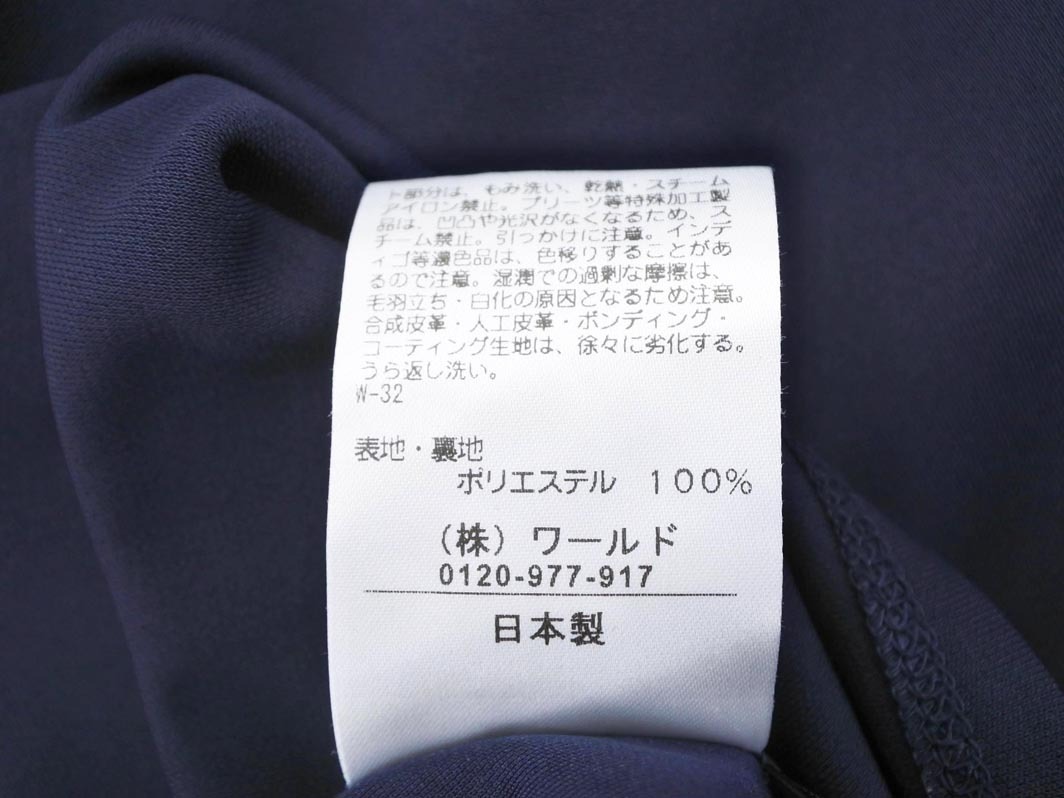 ト部分は、もみ洗い、乾熱・スチーム
アイロン禁止。プリーツ等特殊加工製
品は、凹凸や光沢がなくなるため、ス
チーム禁止。引っかけに注意。インデ
ィゴ等濃色品は、色移りすることがあ
るので注意。湿潤での過剰な摩擦は、
毛羽立ち・白化の原因となるため注意。
合成皮革・人工皮革・ボンディング・
コーティング生地は、徐々に劣化する。
うら返し洗い。
W-32
表地・裏地
ポリエステル 100%
(株)ワールド
0120-977-917
日本製